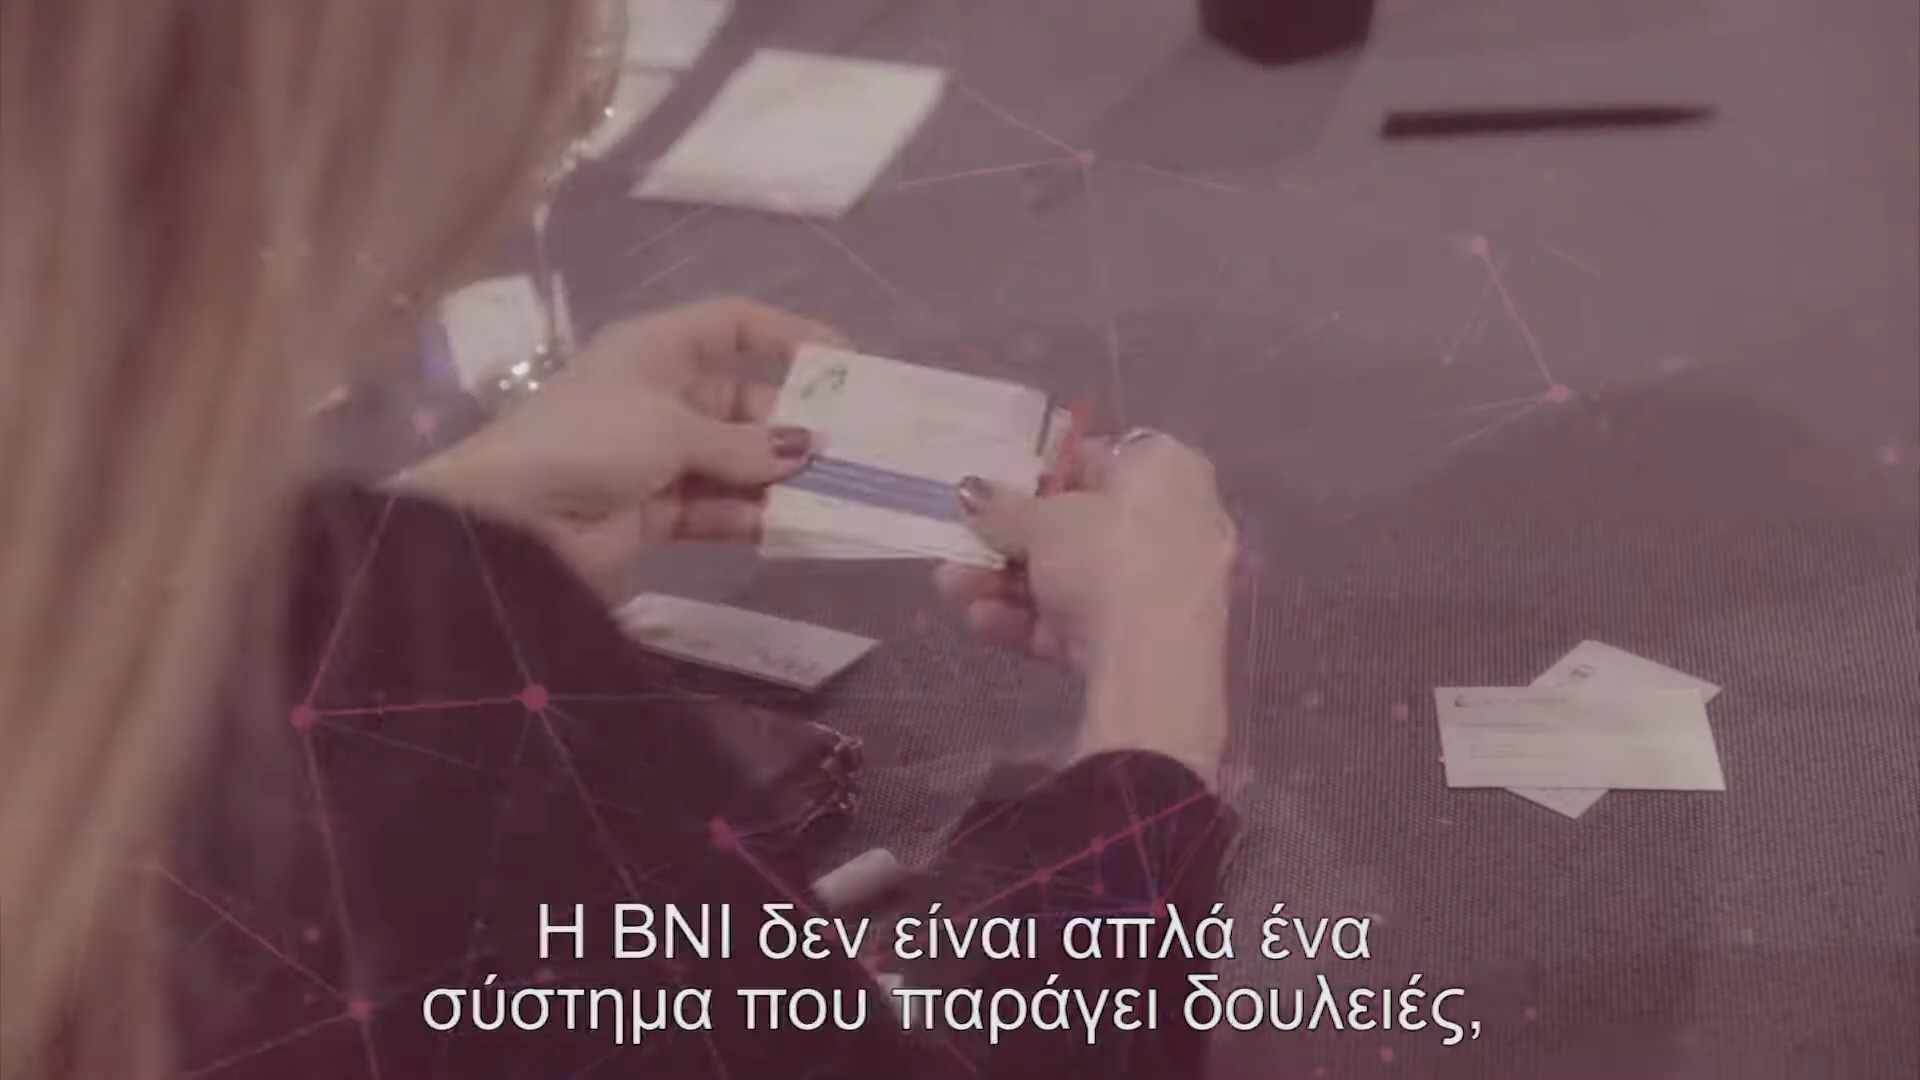 Η BNI δεν είναι απλά ένα
σύστημα που παράγει δουλειές,